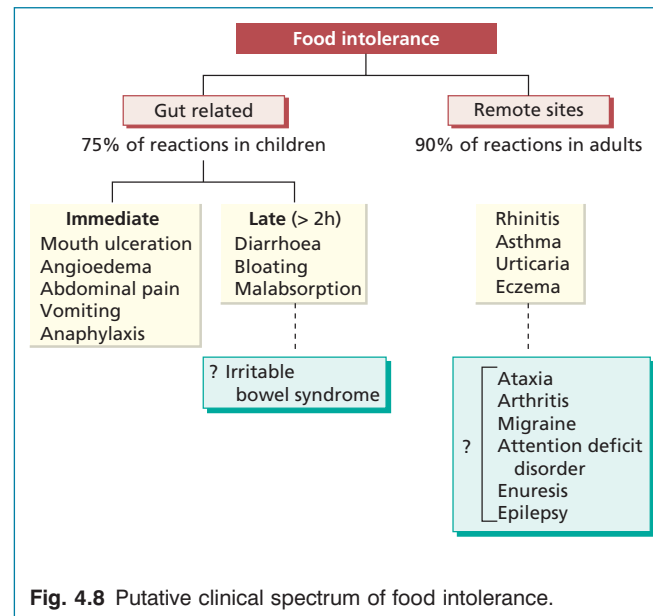 Food intolerance
Gut related
Remote sites
75% of reactions in children
90% of reactions in adults
Immediate
Mouth ulceration
Angioedema
Abdominal pain
Vomiting
Anaphylaxis
Late (> 2h)
Diarrhoea
Bloating
Malabsorption
Rhinitis
Asthma
Urticaria
Eczema
? Irritable
bowel syndrome
?
Ataxia
Arthritis
Migraine
Attention deficit
disorder
Enuresis
Epilepsy
Fig. 4.8 Putative clinical spectrum of food intolerance.